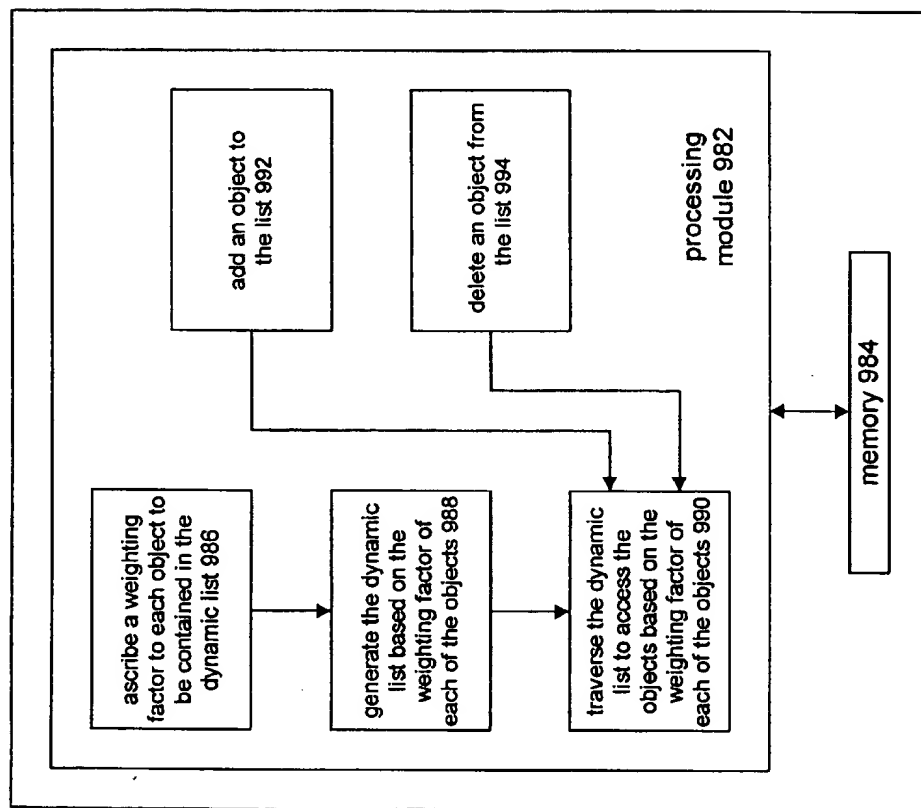 ascribe a weighting
factor to each object to
be contained in the
dynamic list 986
generate the dynamic
list based on the
weighting factor of
each of the objects 988
traverse the dynamic
list to access the
objects based on the
weighting factor of
each of the objects 990
add an object to
the list 992
delete an object from
the list 994
processing
module 982
memory 984